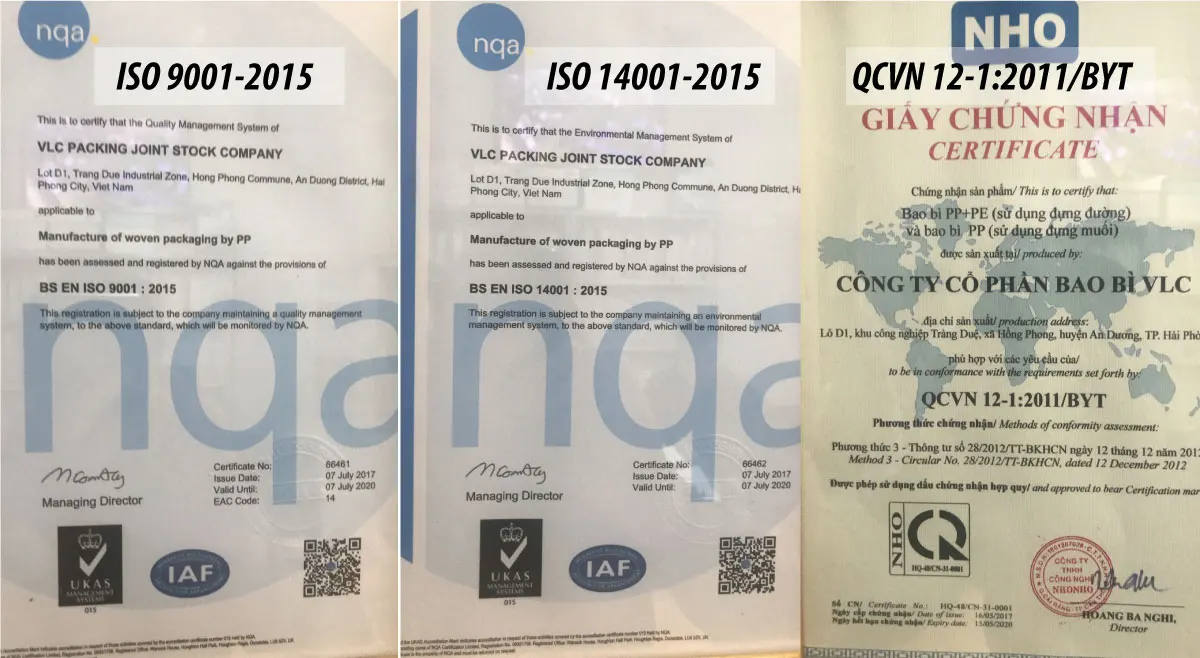 nqa
ISO 9001-2015
This is to certify that the Quality Management System of
VLC PACKING JOINT STOCK COMPANY
Lot D1, Trang Due Industrial Zone, Hong Phong Commune, An Duong District, Hai
Phong City, Viet Nam
applicable to
Manufacture of woven packaging by PP
has been assessed and registered by NQA against the provisions of
BS EN ISO 9001 : 2015
This registration is subject to the company maintaining a quality management
system, to the above standard, which will be monitored by NQA.
nqa
Managing Director
Certificate No: 66461
Issue Date: 07 July 2017
Valid Until: 07 July 2020
EAC Code: 14
UKAS
MANAGEMENT
SYSTEMS
015
IAF
nqa
ISO 14001-2015
This is to certify that the Environmental Management System of
VLC PACKING JOINT STOCK COMPANY
Lot D1, Trang Due Industrial Zone, Hong Phong Commune, An Duong District, Ha
Phong City, Viet Nam
applicable to
Manufacture of woven packaging by PP
has been assessed and registered by NQA against the provisions of
BS EN ISO 14001 : 2015
This registration is subject to the company maintaining an environmental
management system, to the above standard, which will be monitored by NQA.
nqa
Managing Director
Certificate No: 66462
Issue Date: 07 July 2017
Valid Until: 07 July 2020
UKAS
MANAGEMENT
SYSTEMS
015
IAF
NHO
QCVN 12-1:2011/BYT
GIẤY CHỨNG NHẬN
CERTIFICATE
Chứng nhận sản phẩm/ This is to certify that:
Bao bì PP+PE (sử dụng đựng đường)
và bao bì PP (sử dụng đựng muối)
được sản xuất tại/ produced by:
CÔNG TY CỔ PHẦN BAO BÌ VLC
địa chỉ sản xuất/ production address:
Lô D1, khu công nghiệp Tràng Duệ, xã Hồng Phong, huyện An Dương, TP. Hải Phò
phù hợp với các yêu cầu của/
to be in conformance with the requirements set forth by:
QCVN 12-1:2011/BYT
Phương thức chứng nhận/ Methods of conformity assessment:
Phương thức 3 - Thông tư số 28/2012/TT-BKHCN ngày 12 tháng 12 năm 2012
Method 3 - Circular No. 28/2012/TT-BKHCN, dated 12 December 2012
Được phép sử dụng dấu chứng nhận hợp quy/ and approved to bear Certification mar
NHO
HQ-48/CN-31-0001
CÔNG TY
TNHH
CÔNG NGHỆ
NHONHO
Số CN/ Certificate No.: HQ-48/CN-31-0001
Ngày cấp chứng nhận/ Date of issue: 16/05/2017
Ngày hết hạn chứng nhận/ Expiry date: 15/05/2020
HOÀNG BÁ NGHỊ,
Director